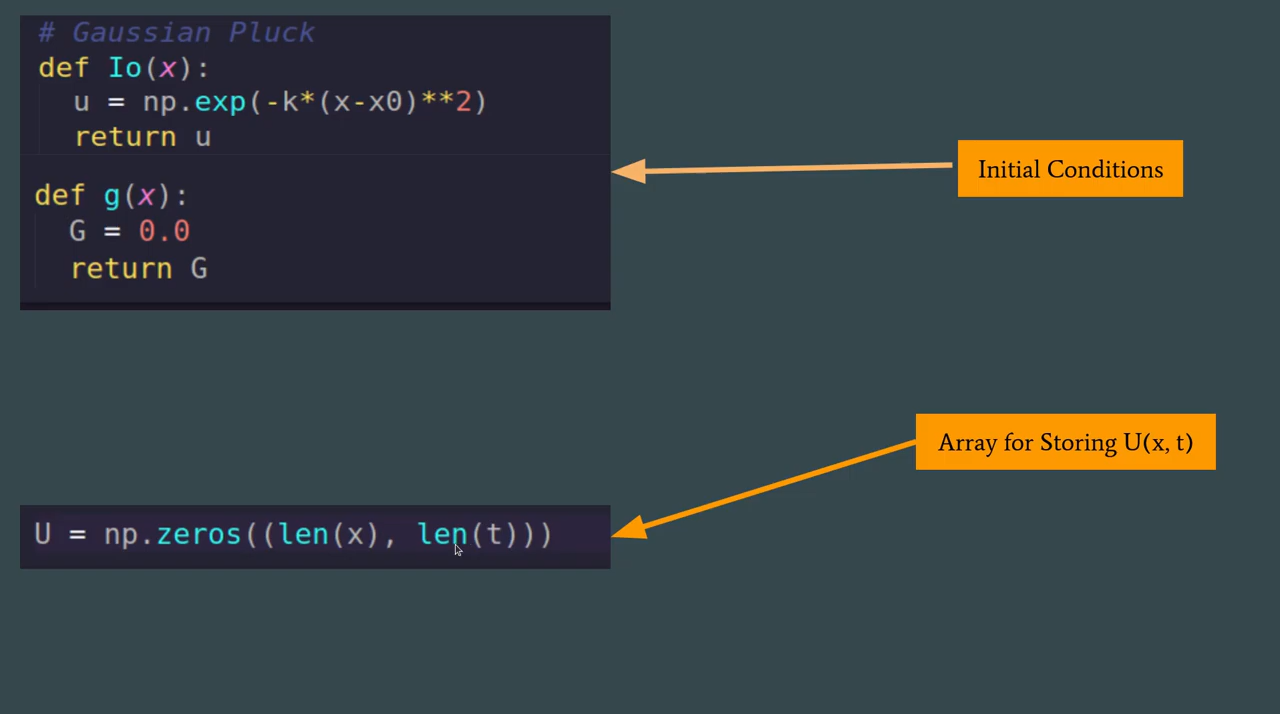 # Gaussian Pluck
def Io(x):
u = np.exp(-k*(x-x0)**2)
return u
def g(x):
G = 0.0
return G
Initial Conditions
Array for Storing U(x, t)
U = np.zeros((len(x), len(t)))